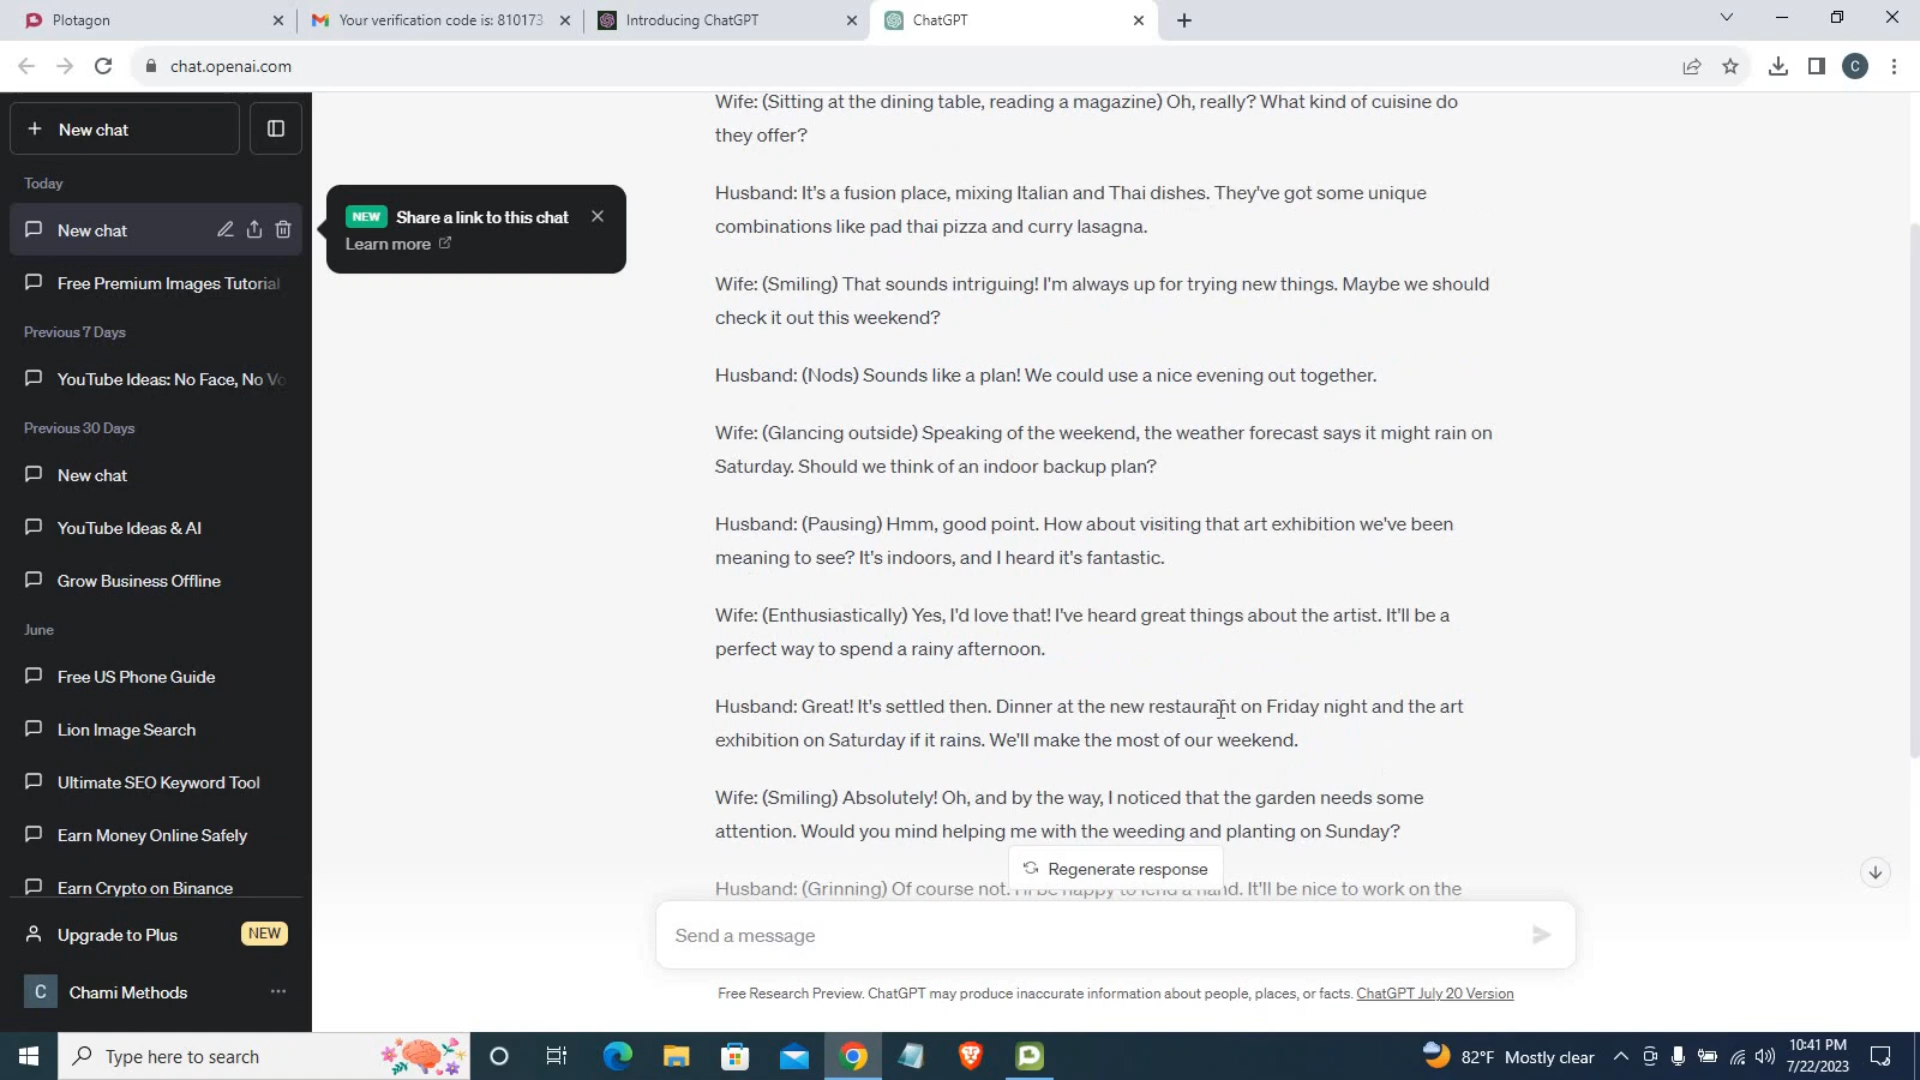 Plotagon
Your verification code is: 810173
Introducing ChatGPT
ChatGPT
chat.openai.com
C
New chat
Today
New chat
Free Premium Images Tutorial
Previous 7 Days
YouTube Ideas: No Face, No Vo
Previous 30 Days
New chat
YouTube Ideas & AI
Grow Business Offline
June
Free US Phone Guide
Lion Image Search
Ultimate SEO Keyword Tool
Earn Money Online Safely
Earn Crypto on Binance
Upgrade to Plus NEW
C Chami Methods
NEW Share a link to this chat
Learn more
Wife: (Sitting at the dining table, reading a magazine) Oh, really? What kind of cuisine do
they offer?
Husband: It's a fusion place, mixing Italian and Thai dishes. They've got some unique
combinations like pad thai pizza and curry lasagna.
Wife: (Smiling) That sounds intriguing! I'm always up for trying new things. Maybe we should
check it out this weekend?
Husband: (Nods) Sounds like a plan! We could use a nice evening out together.
Wife: (Glancing outside) Speaking of the weekend, the weather forecast says it might rain on
Saturday. Should we think of an indoor backup plan?
Husband: (Pausing) Hmm, good point. How about visiting that art exhibition we've been
meaning to see? It's indoors, and I heard it's fantastic.
Wife: (Enthusiastically) Yes, I'd love that! I've heard great things about the artist. It'll be a
perfect way to spend a rainy afternoon.
Husband: Great! It's settled then. Dinner at the new restaurant on Friday night and the art
exhibition on Saturday if it rains. We'll make the most of our weekend.
Wife: (Smiling) Absolutely! Oh, and by the way, I noticed that the garden needs some
attention. Would you mind helping me with the weeding and planting on Sunday?
Regenerate response
Husband: (Grinning) Of course not. I'll be happy to lend a hand. It'll be nice to work on the
Send a message
Free Research Preview. ChatGPT may produce inaccurate information about people, places, or facts. ChatGPT July 20 Version
Type here to search
82°F Mostly clear
10:41 PM
7/22/2023